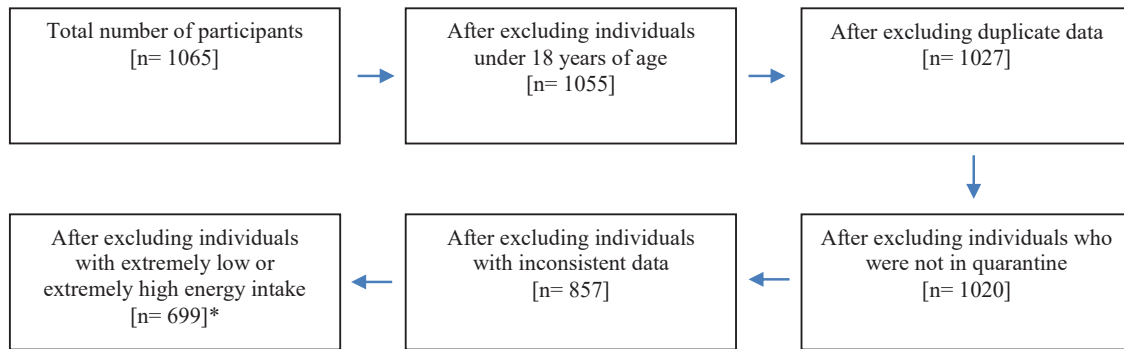 Total number of participants
[n= 1065]
After excluding individuals
under 18 years of age
[n= 1055]
After excluding duplicate data
[n= 1027]
After excluding individuals who
were not in quarantine
[n= 1020]
After excluding individuals
with inconsistent data
[n= 857]
After excluding individuals
with extremely low or
extremely high energy intake
[n= 699]*